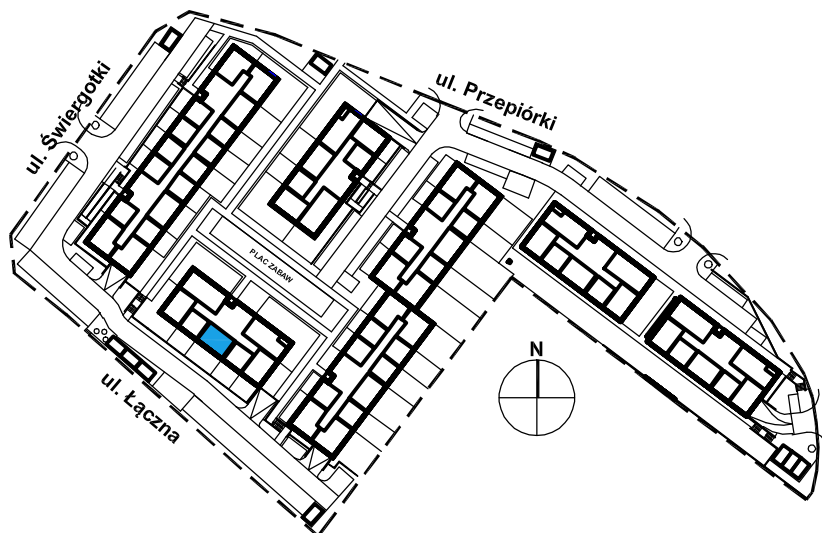 ul. Świergotki
ul. Przepiórki
PLAC ZABAW
N
ul. Łączna